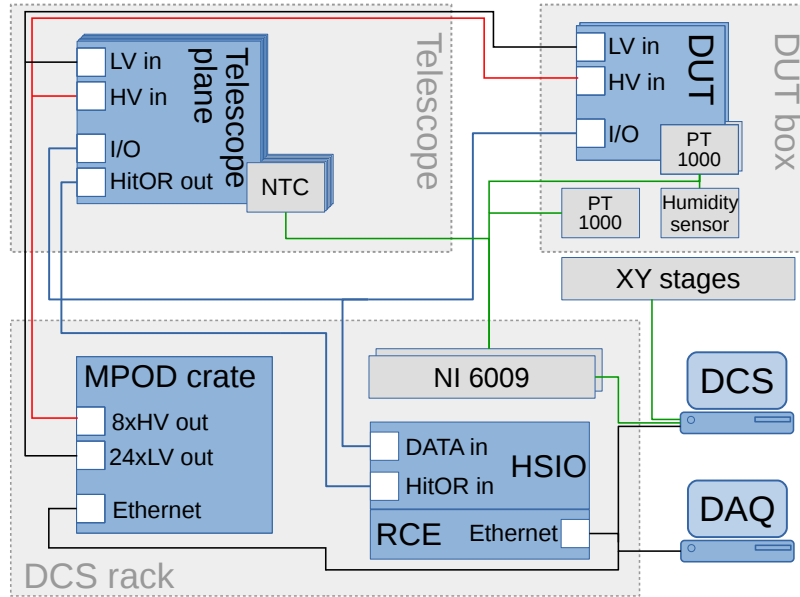 LV in
HV in
I/O
HitOR out
Telescope
plane
NTC
Telescope
LV in
HV in
I/O
DUT
PT
1000
PT
1000
Humidity
sensor
DUT box
XY stages
MPOD crate
8xHV out
24xLV out
Ethernet
NI 6009
DATA in
HitOR in
HSIO
RCE
Ethernet
DCS rack
DCS
DAQ